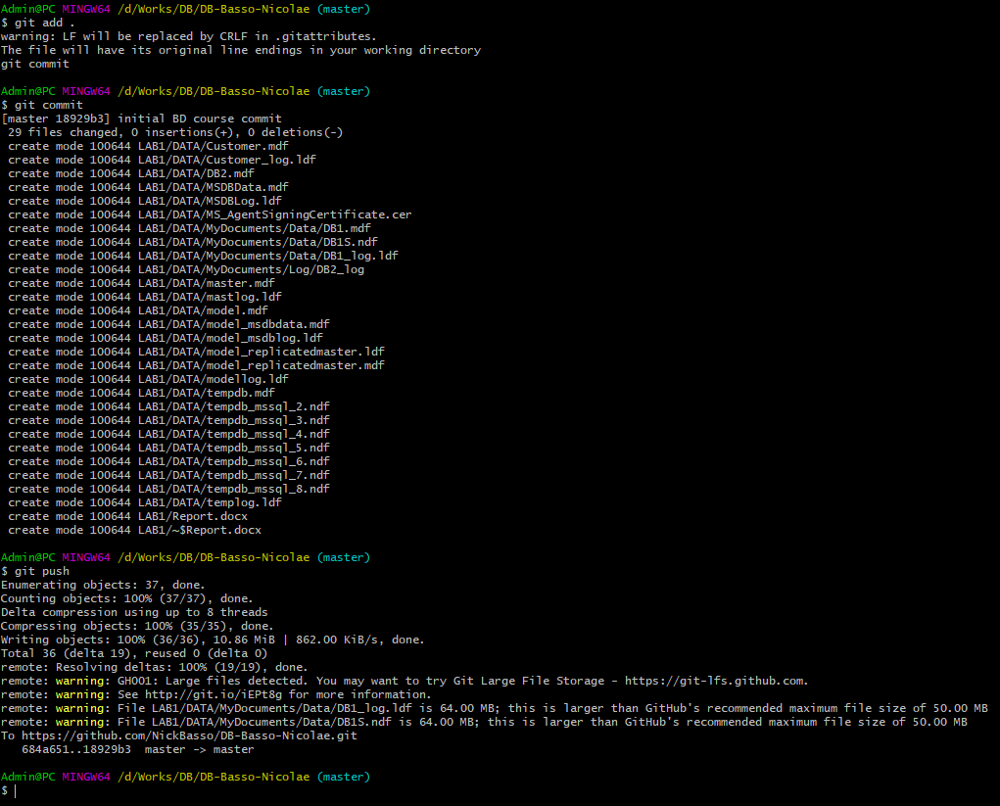 Admin@PC MINGW64 /d/Works/DB/DB-Basso-Nicolae (master)
$ git add .
warning: LF will be replaced by CRLF in .gitattributes.
The file will have its original line endings in your working directory
git commit
Admin@PC MINGW64 /d/Works/DB/DB-Basso-Nicolae (master)
$ git commit
[master 18929b3] initial BD course commit
29 files changed, 0 insertions(+), 0 deletions(-)
create mode 100644 LAB1/DATA/Customer.mdf
create mode 100644 LAB1/DATA/Customer_log.ldf
create mode 100644 LAB1/DATA/DB2.mdf
create mode 100644 LAB1/DATA/MSDBData.mdf
create mode 100644 LAB1/DATA/MSDBLog.ldf
create mode 100644 LAB1/DATA/MS_AgentSigningCertificate.cer
create mode 100644 LAB1/DATA/MyDocuments/Data/DB1.mdf
create mode 100644 LAB1/DATA/MyDocuments/Data/DB1S.ndf
create mode 100644 LAB1/DATA/MyDocuments/Data/DB1_log.ldf
create mode 100644 LAB1/DATA/MyDocuments/Log/DB2_log
create mode 100644 LAB1/DATA/master.mdf
create mode 100644 LAB1/DATA/mastlog.ldf
create mode 100644 LAB1/DATA/model.mdf
create mode 100644 LAB1/DATA/model_msdbdata.mdf
create mode 100644 LAB1/DATA/model_msdblog.ldf
create mode 100644 LAB1/DATA/model_replicatedmaster.ldf
create mode 100644 LAB1/DATA/model_replicatedmaster.mdf
create mode 100644 LAB1/DATA/modellog.ldf
create mode 100644 LAB1/DATA/tempdb.mdf
create mode 100644 LAB1/DATA/tempdb_mssql_2.ndf
create mode 100644 LAB1/DATA/tempdb_mssql_3.ndf
create mode 100644 LAB1/DATA/tempdb_mssql_4.ndf
create mode 100644 LAB1/DATA/tempdb_mssql_5.ndf
create mode 100644 LAB1/DATA/tempdb_mssql_6.ndf
create mode 100644 LAB1/DATA/tempdb_mssql_7.ndf
create mode 100644 LAB1/DATA/tempdb_mssql_8.ndf
create mode 100644 LAB1/DATA/templog.ldf
create mode 100644 LAB1/Report.docx
create mode 100644 LAB1/~$Report.docx
Admin@PC MINGW64 /d/Works/DB/DB-Basso-Nicolae (master)
$ git push
Enumerating objects: 37, done.
Counting objects: 100% (37/37), done.
Delta compression using up to 8 threads
Compressing objects: 100% (35/35), done.
Writing objects: 100% (36/36), 10.86 MiB | 862.00 KiB/s, done.
Total 36 (delta 19), reused 0 (delta 0)
remote: Resolving deltas: 100% (19/19), done.
remote: warning: GH001: Large files detected. You may want to try Git Large File Storage - https://git-lfs.github.com.
remote: warning: See http://git.io/iEPt8g for more information.
remote: warning: File LAB1/DATA/MyDocuments/Data/DB1_log.ldf is 64.00 MB; this is larger than GitHub's recommended maximum file size of 50.00 MB
remote: warning: File LAB1/DATA/MyDocuments/Data/DB1S.ndf is 64.00 MB; this is larger than GitHub's recommended maximum file size of 50.00 MB
To https://github.com/NickBasso/DB-Basso-Nicolae.git
684a651..18929b3  master -> master
Admin@PC MINGW64 /d/Works/DB/DB-Basso-Nicolae (master)
$